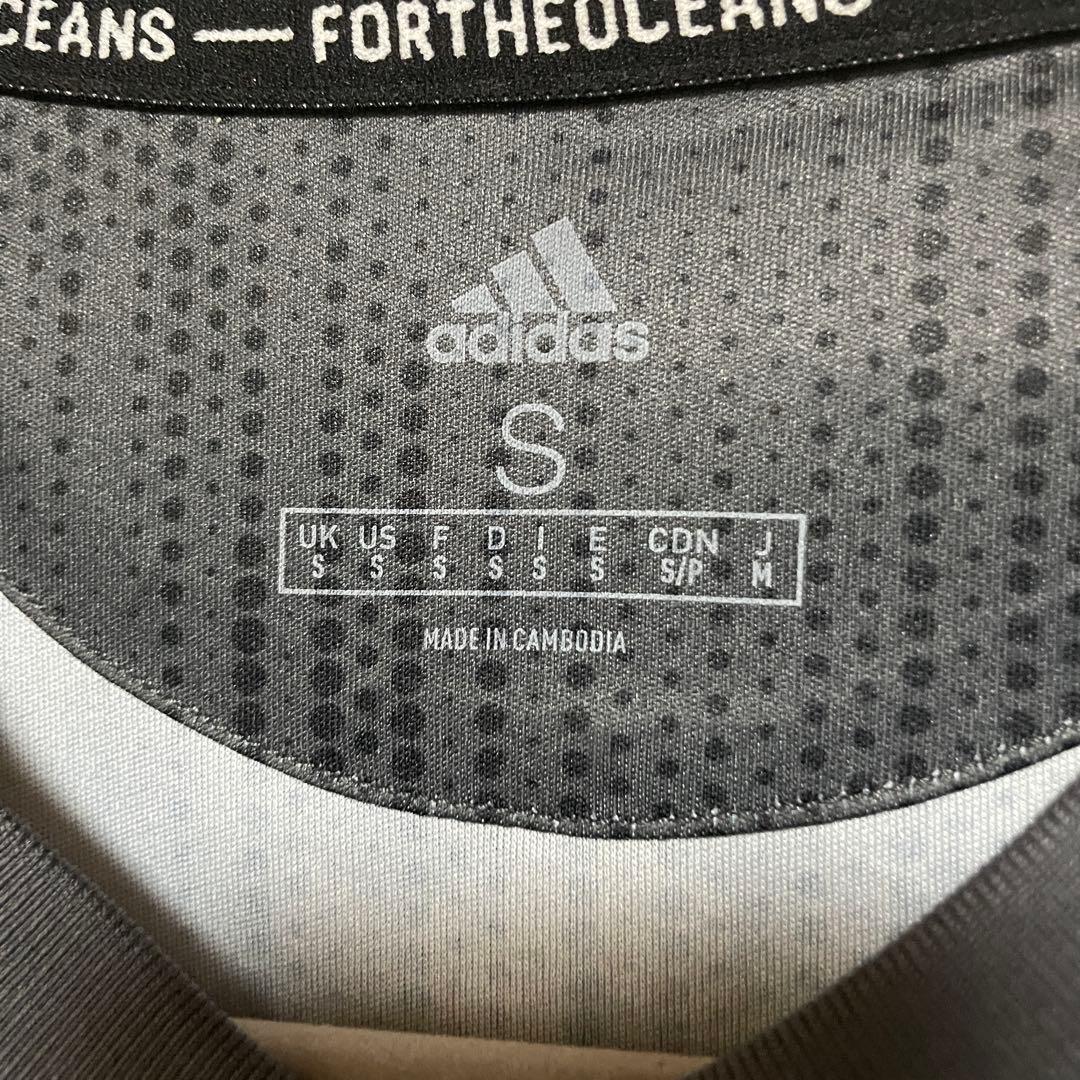 CEANS — FORTHEOCEANS
adidas
S
UK US F D I E CDN J
S S S S S S S/P M
MADE IN CAMBODIA